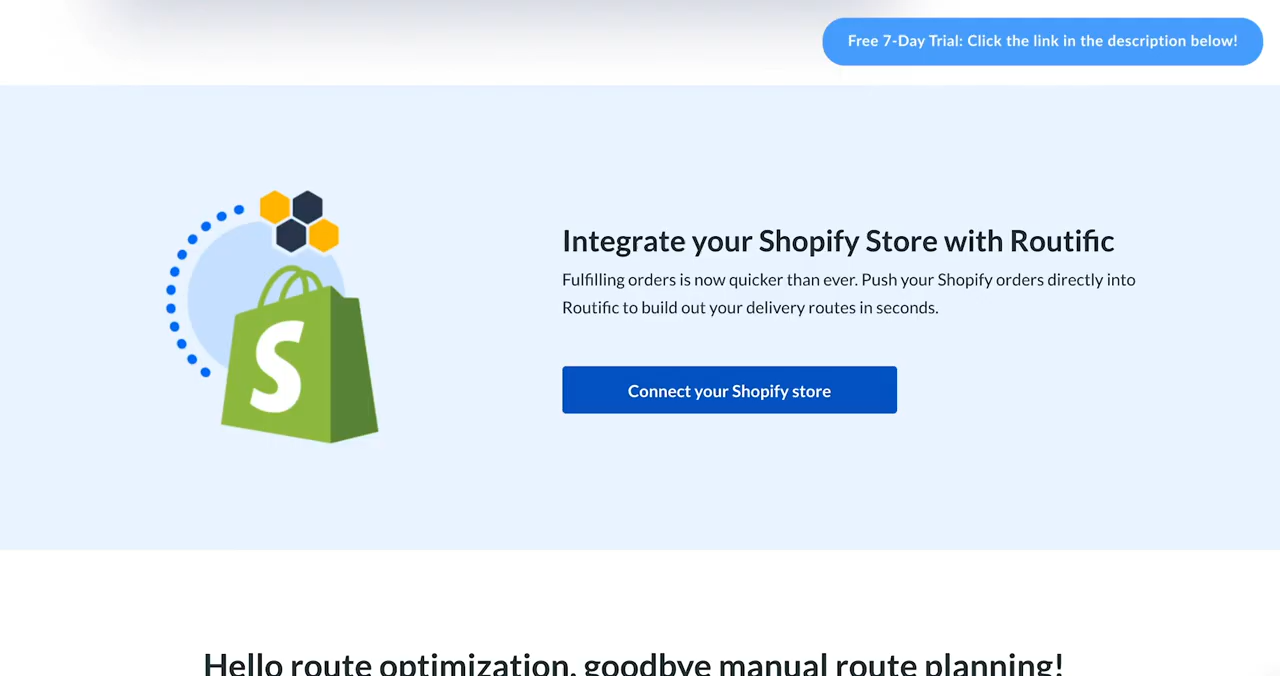 Free 7-Day Trial: Click the link in the description below!
Integrate your Shopify Store with Routific
Fulfilling orders is now quicker than ever. Push your Shopify orders directly into
Routific to build out your delivery routes in seconds.
S
Connect your Shopify store
Hello route optimization, goodbye manual route planning!